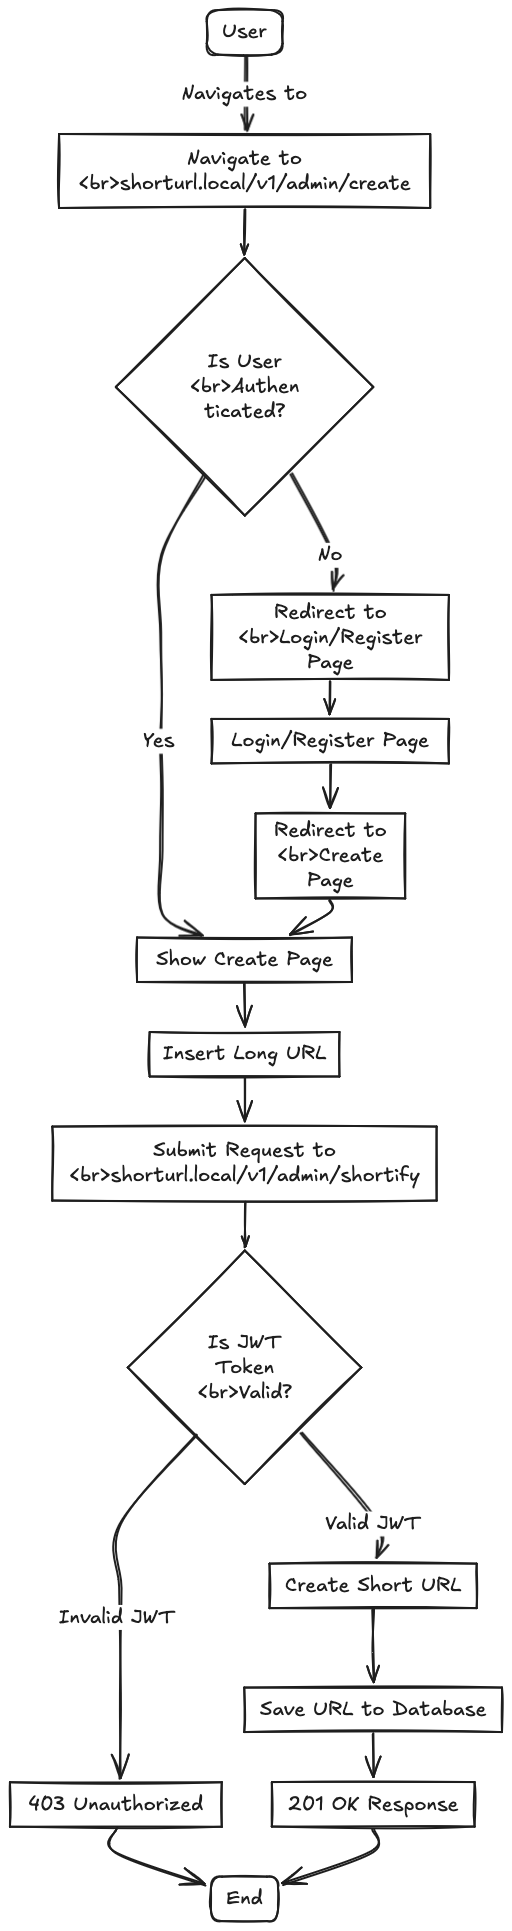 User
Navigates to
Navigate to
<br>shorturl.local/v1/admin/create
Is User
<br>Authen
ticated?
No
Redirect to
<br>Login/Register
Page
Yes
Login/Register Page
Redirect to
<br>Create
Page
Show Create Page
Insert Long URL
Submit Request to
<br>shorturl.local/v1/admin/shortify
Is JWT
Token
<br>Valid?
Valid JWT
Create Short URL
Invalid JWT
Save URL to Database
403 Unauthorized
201 OK Response
End